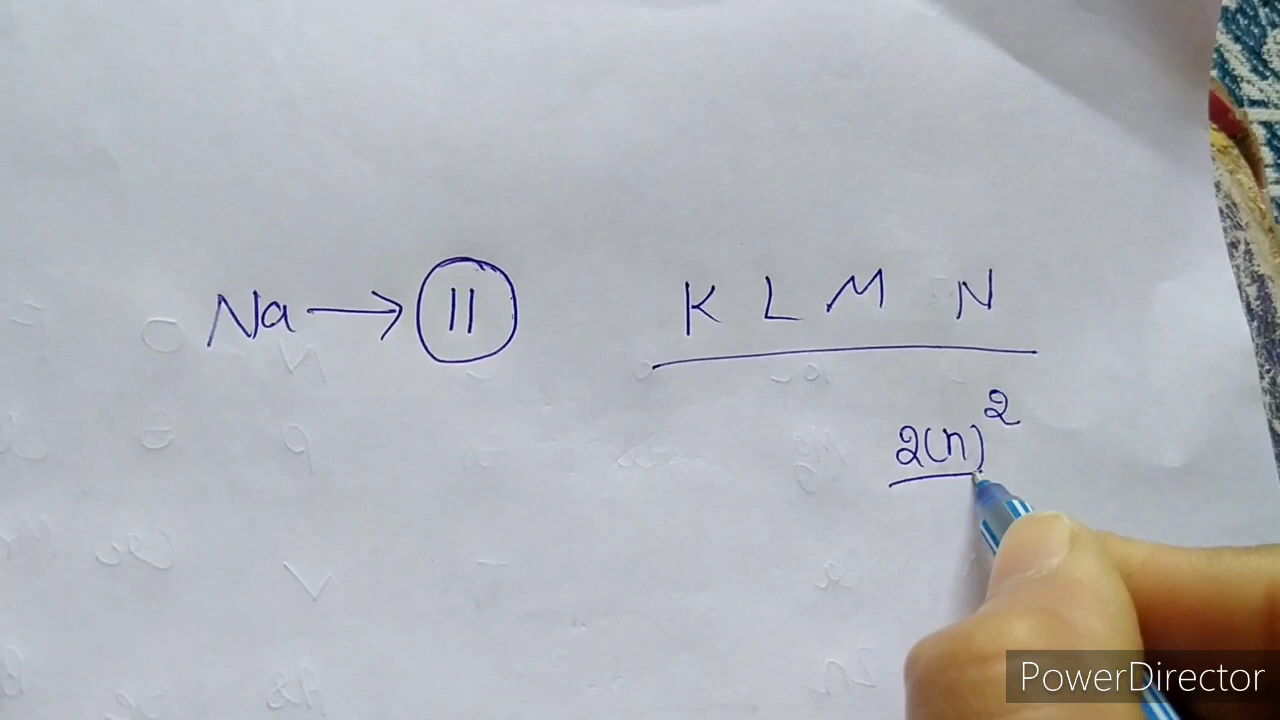 Na → 11 K L M N
2(n)²
PowerDirector